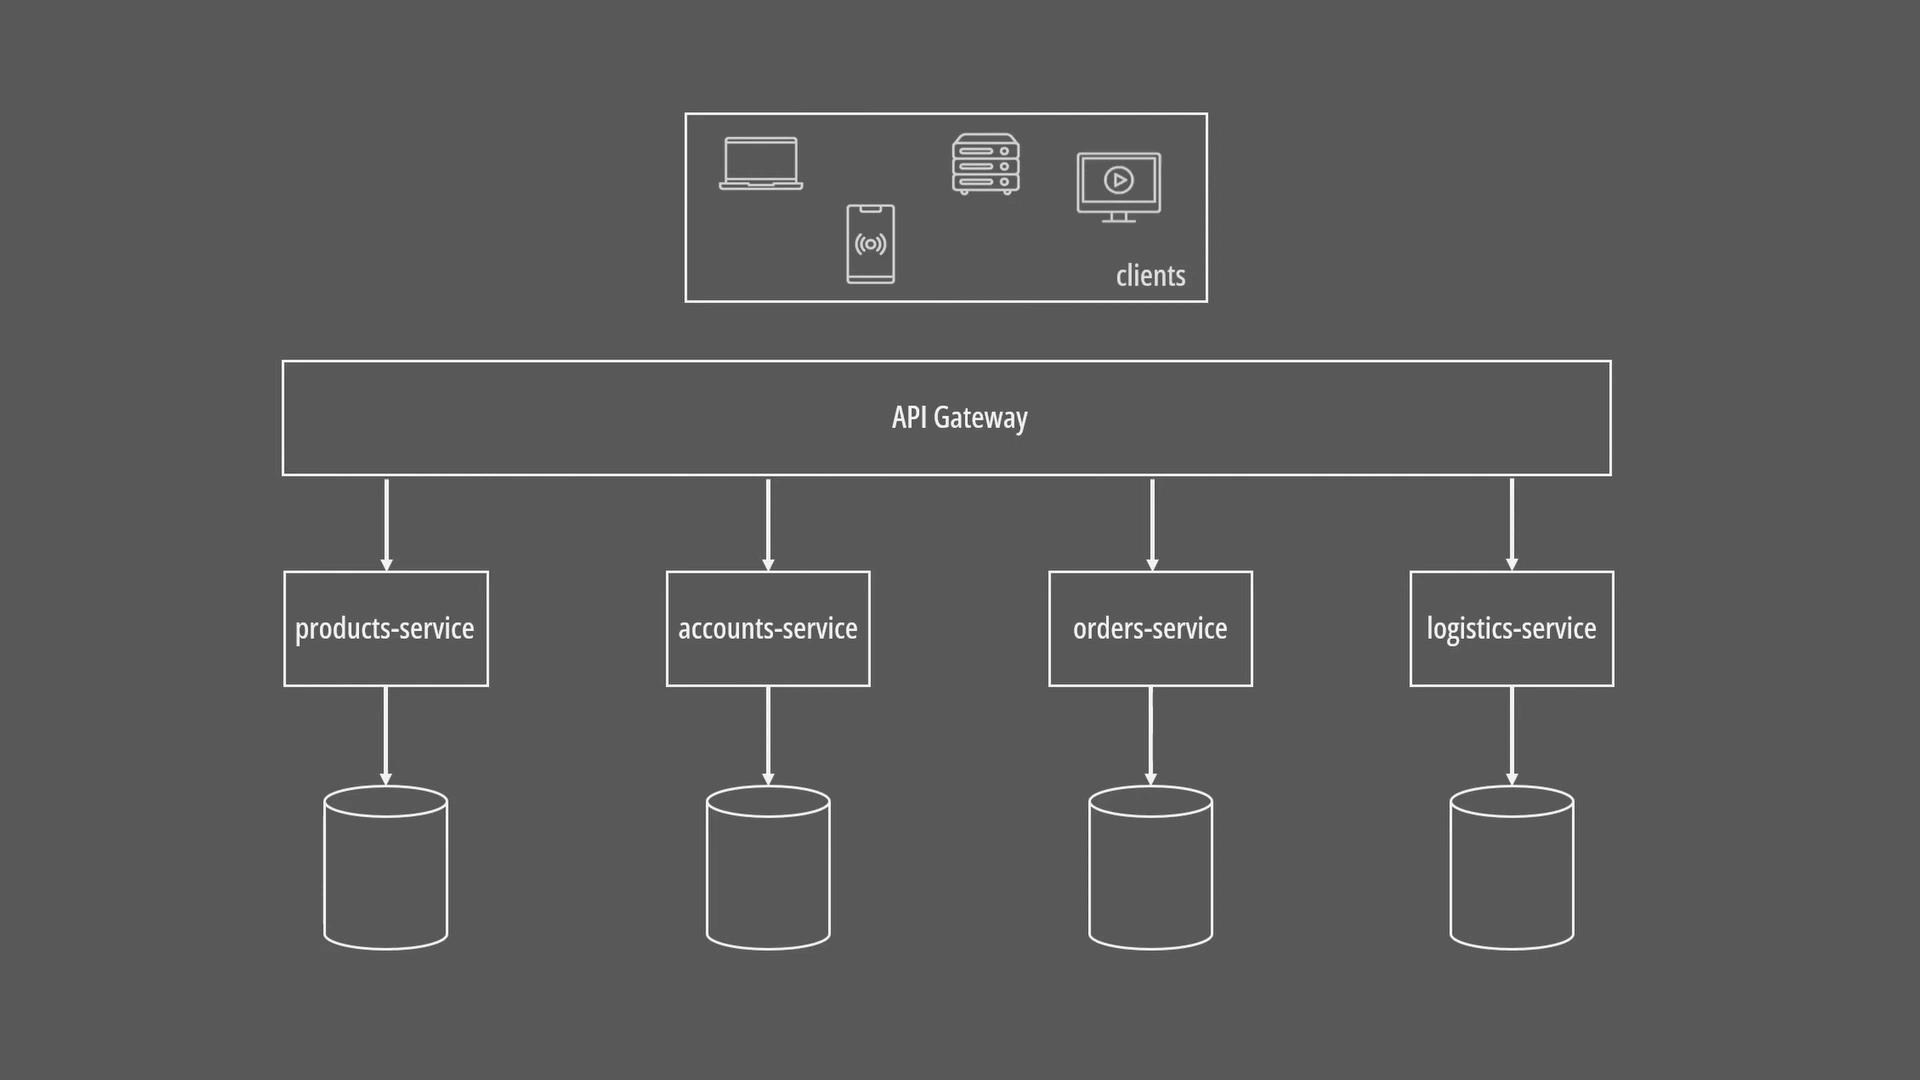 clients
API Gateway
products-service
accounts-service
orders-service
logistics-service